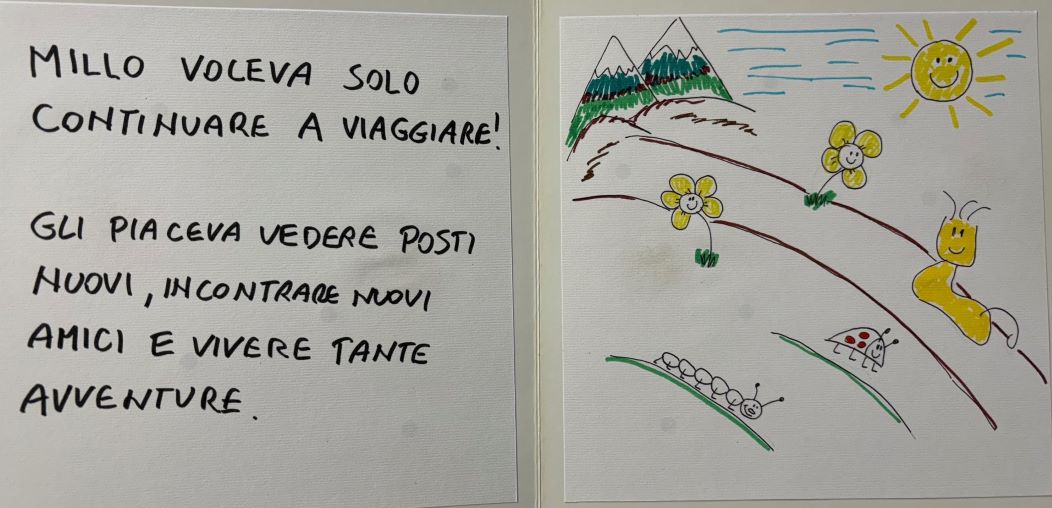 MILLO VOLEVA SOLO
CONTINUARE A VIAGGIARE!
GLI PIACEVA VEDERE POSTI
NUOVI, INCONTRARE NUOVI
AMICI E VIVERE TANTE
AVVENTURE.